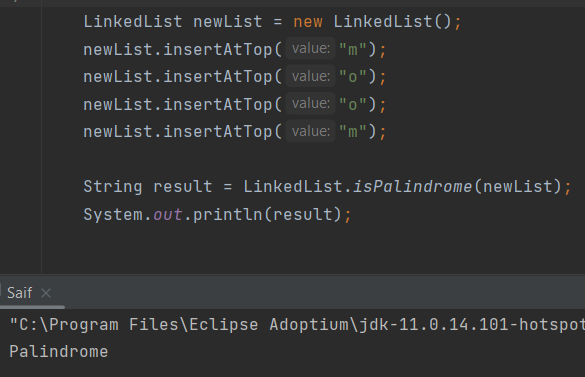 LinkedList newList = new LinkedList();
newList.insertAtTop( value: "m");
newList.insertAtTop( value: "o");
newList.insertAtTop( value: "o");
newList.insertAtTop( value: "m");
String result = LinkedList.isPalindrome(newList);
System.out.println(result);
Saif ×
"C:\Program Files\Eclipse Adoptium\jdk-11.0.14.101-hotspot
Palindrome